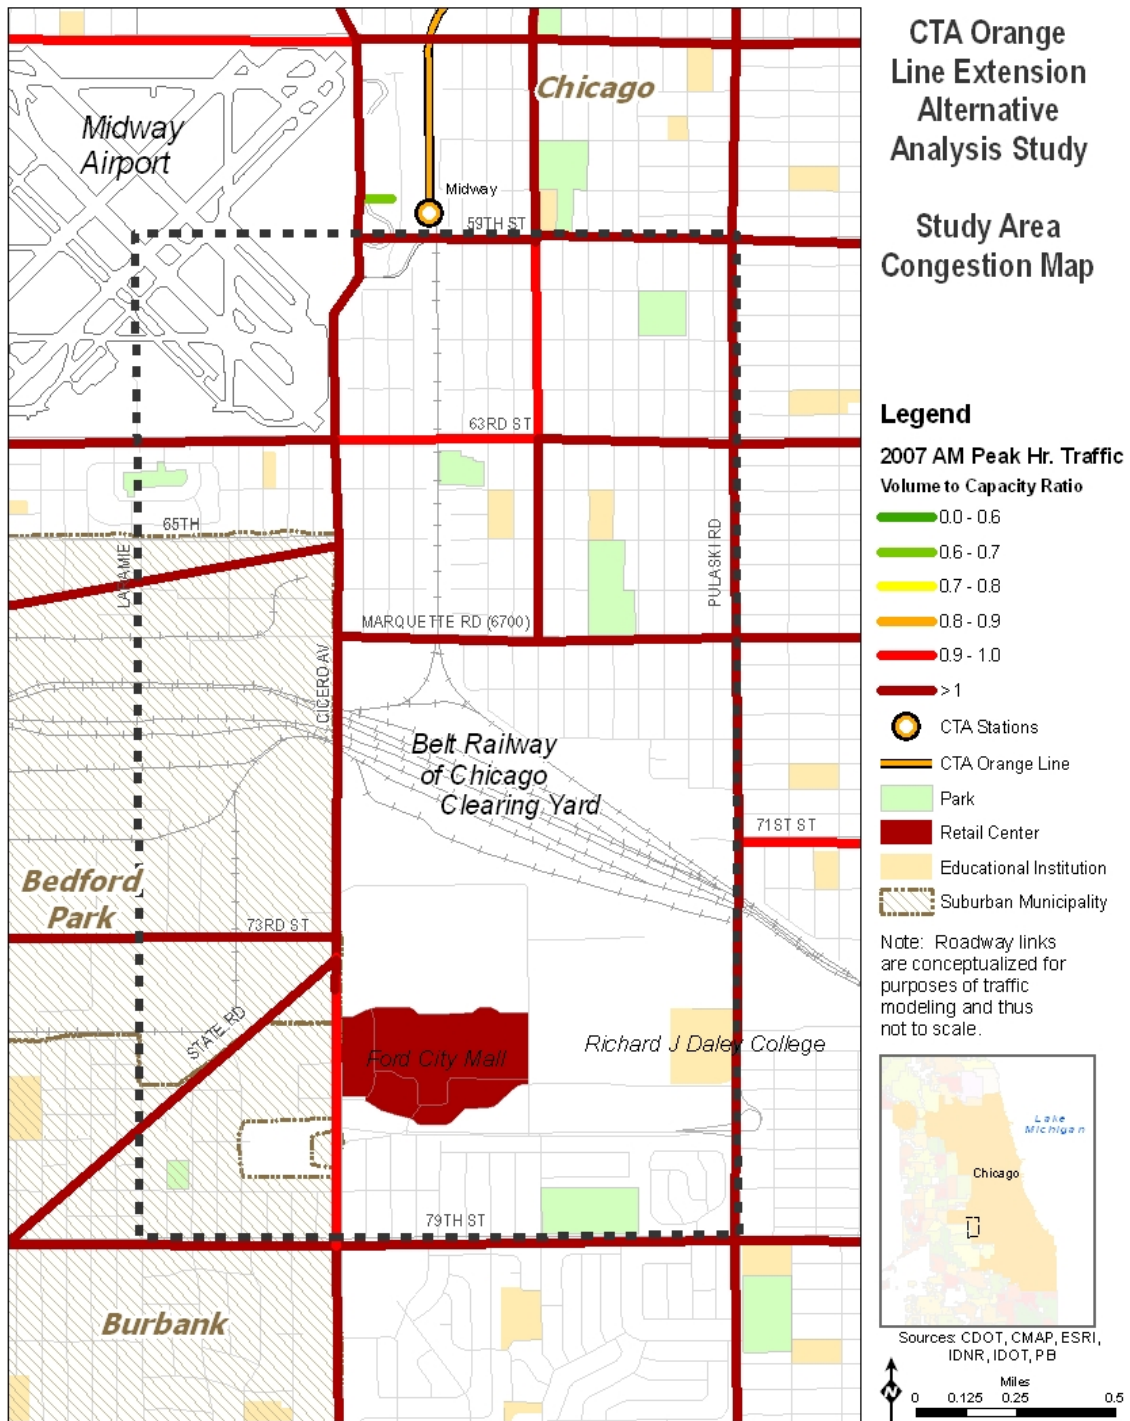 CTA Orange
Line Extension
Alternative
Analysis Study
Study Area
Congestion Map
Chicago
Midway
Airport
Midway
59TH ST
63RD ST
65TH
LARAMIE
PULASKI RD
MARQUETTE RD (6700)
CICERO AV
Belt Railway
of Chicago
Clearing Yard
71ST ST
Bedford
Park
73RD ST
STATE RD
Ford City Mall
Richard J Daley College
79TH ST
Burbank
Legend
2007 AM Peak Hr. Traffic
Volume to Capacity Ratio
0.0 - 0.6
0.6 - 0.7
0.7 - 0.8
0.8 - 0.9
0.9 - 1.0
> 1
CTA Stations
CTA Orange Line
Park
Retail Center
Educational Institution
Suburban Municipality
Note: Roadway links
are conceptualized for
purposes of traffic
modeling and thus
not to scale.
Lake
Michigan
Chicago
Sources: CDOT, CMAP, ESRI,
IDNR, IDOT, PB
N
Miles
0 0.125 0.25 0.5